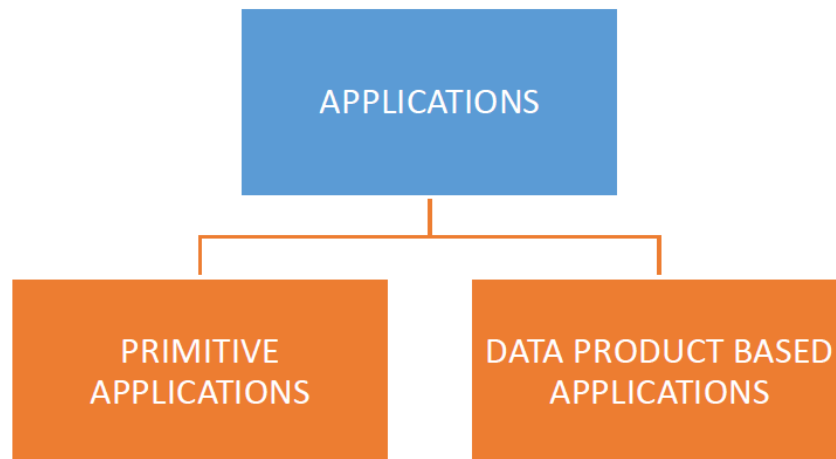 APPLICATIONS
PRIMITIVE
APPLICATIONS
DATA PRODUCT BASED
APPLICATIONS